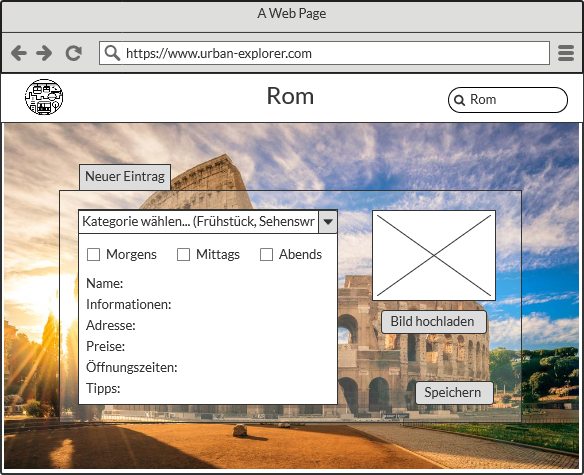 A Web Page
https://www.urban-explorer.com
Rom
Rom
Neuer Eintrag
Kategorie wählen... (Frühstück, Sehenswr
Morgens Mittags Abends
Name:
Informationen:
Adresse:
Preise:
Öffnungszeiten:
Tipps:
Bild hochladen
Speichern